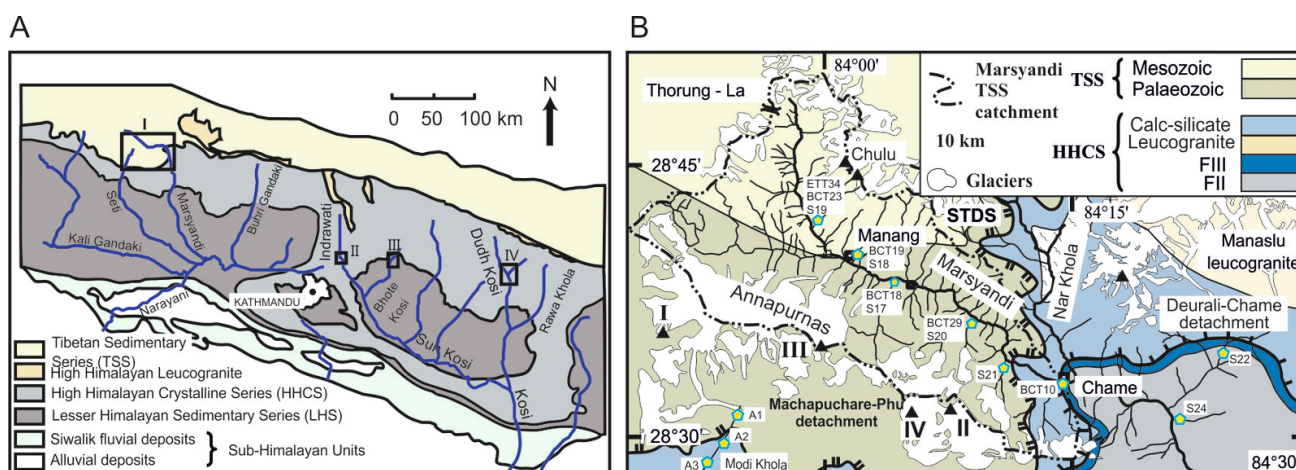 A
I
0 50 100 km
N
Seti
Marsyandi
Buhri Gandaki
Kali Gandaki
Indrawati
II
III
Dudh Kosi
IV
Bhote
Kosi
Rawa Khola
Narayani
KATHMANDU
Sun Kosi
Kosi
Tibetan Sedimentary
Series (TSS)
High Himalayan Leucogranite
High Himalayan Crystalline Series (HHCS)
Lesser Himalayan Sedimentary Series (LHS)
Siwalik fluvial deposits
Alluvial deposits
} Sub-Himalayan Units
B
84°00'
Thorung - La
28°45'
Chulu
ETT34
BCT23
S19
Manang
BCT19
S18
BCT18
S17
Marsyandi
STDS
Nar Khola
84°15'
Manaslu
leucogranite
Deurali-Chame
detachment
Annapurnas
I
III
BCT29
S20
S21
BCT10
Chame
S22
S24
Machapuchare-Phu
detachment
IV
II
28°30'
A1
A2
A3
Modi Khola
84°30'
Marsyandi
TSS
catchment
10 km
Glaciers
TSS { Mesozoic
Palaeozoic
HHCS { Calc-silicate
Leucogranite
FIII
FII